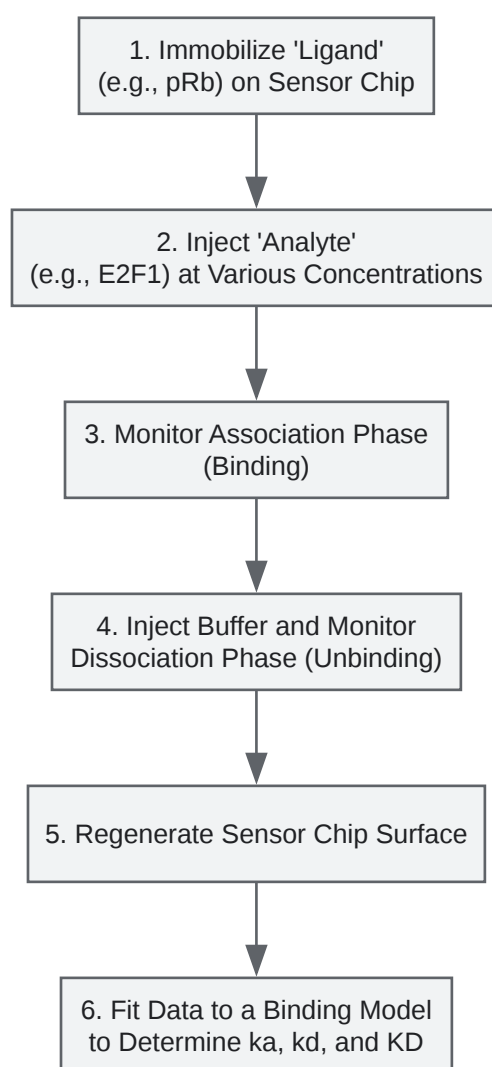 1. Immobilize 'Ligand'
(e.g., pRb) on Sensor Chip
2. Inject 'Analyte'
(e.g., E2F1) at Various Concentrations
3. Monitor Association Phase
(Binding)
4. Inject Buffer and Monitor
Dissociation Phase (Unbinding)
5. Regenerate Sensor Chip Surface
6. Fit Data to a Binding Model
to Determine ka, kd, and KD